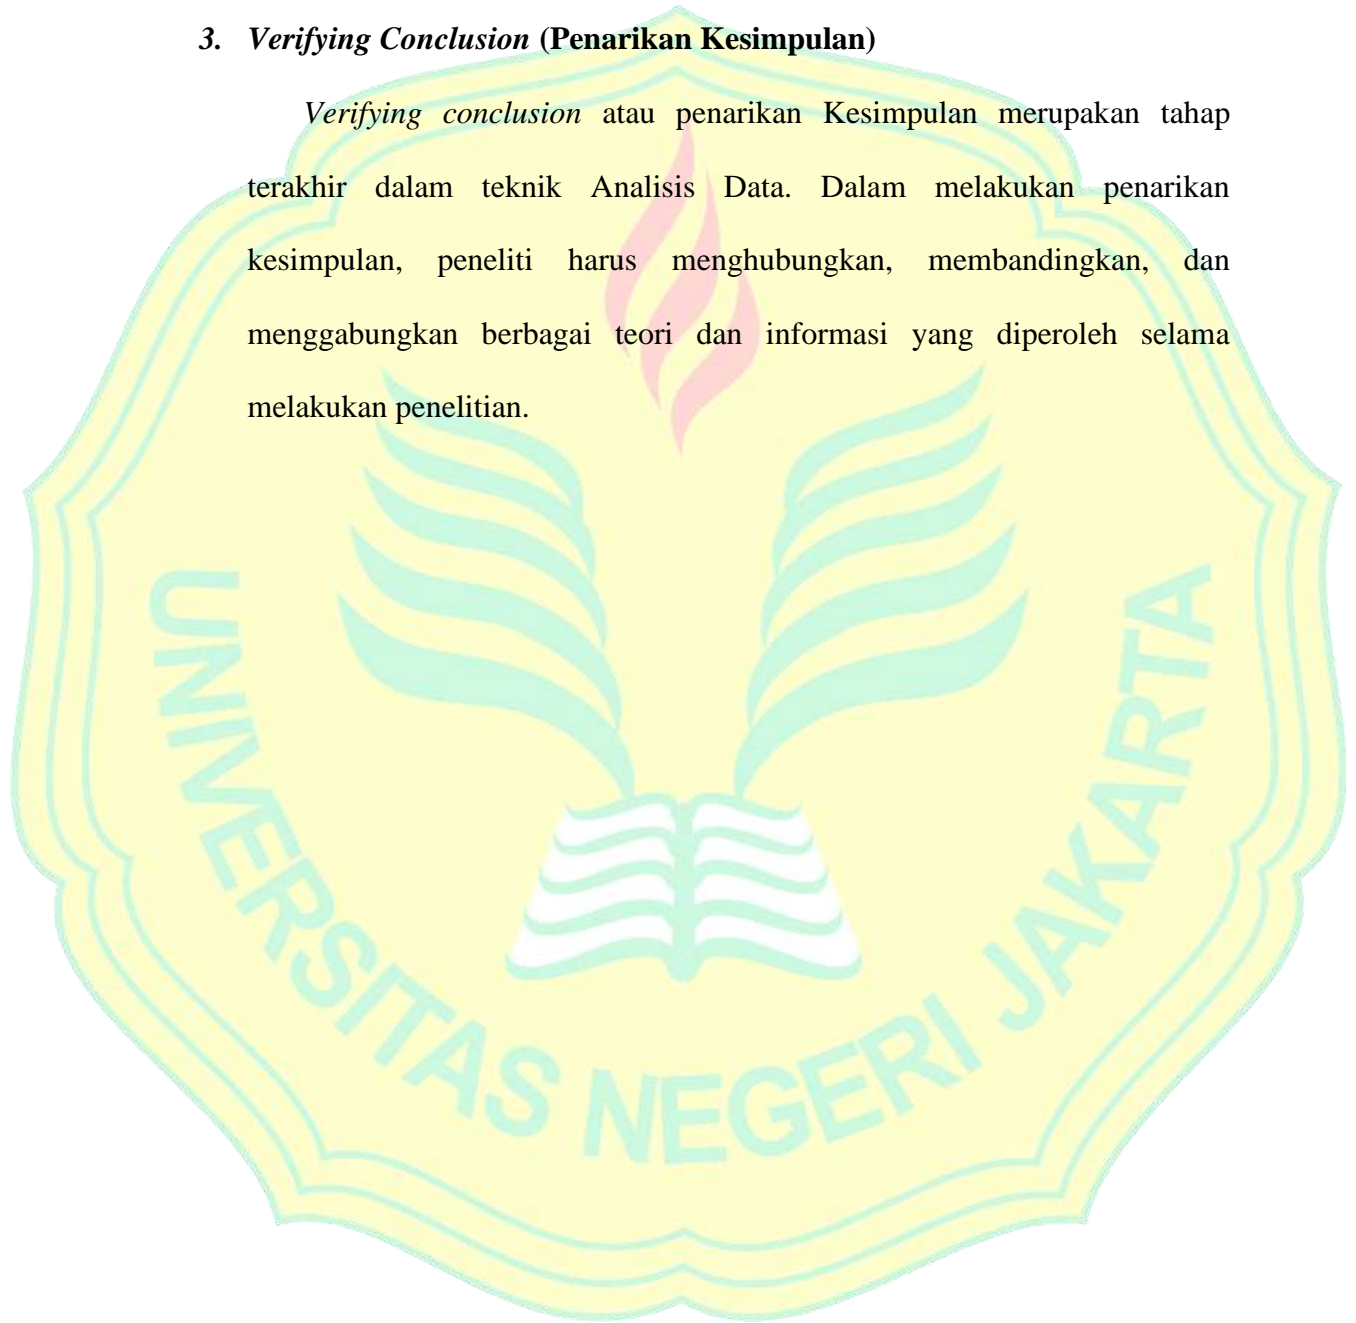 3. Verifying Conclusion (Penarikan Kesimpulan)
Verifying conclusion atau penarikan Kesimpulan merupakan tahap
terakhir dalam teknik Analisis Data. Dalam melakukan penarikan
kesimpulan, peneliti harus menghubungkan, membandingkan, dan
menggabungkan berbagai teori dan informasi yang diperoleh selama
melakukan penelitian.
UNIVERSITAS NEGERI JAKARTA